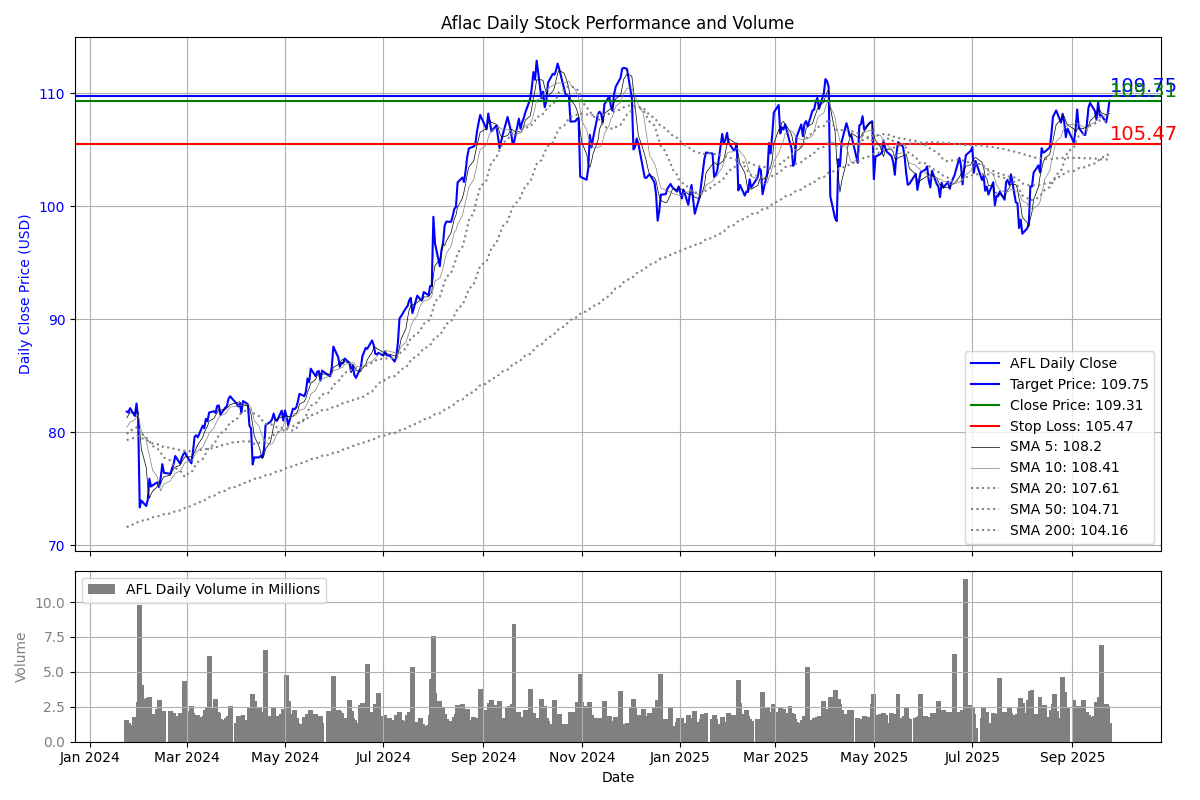 Aflac Daily Stock Performance and Volume
Daily Close Price (USD)
110
100
90
80
70
109.75
109.31
105.47
AFL Daily Close
Target Price: 109.75
Close Price: 109.31
Stop Loss: 105.47
SMA 5: 108.2
SMA 10: 108.41
SMA 20: 107.61
SMA 50: 104.71
SMA 200: 104.16
Volume
10.0
7.5
5.0
2.5
0.0
AFL Daily Volume in Millions
Jan 2024 Mar 2024 May 2024 Jul 2024 Sep 2024 Nov 2024 Jan 2025 Mar 2025 May 2025 Jul 2025 Sep 2025
Date